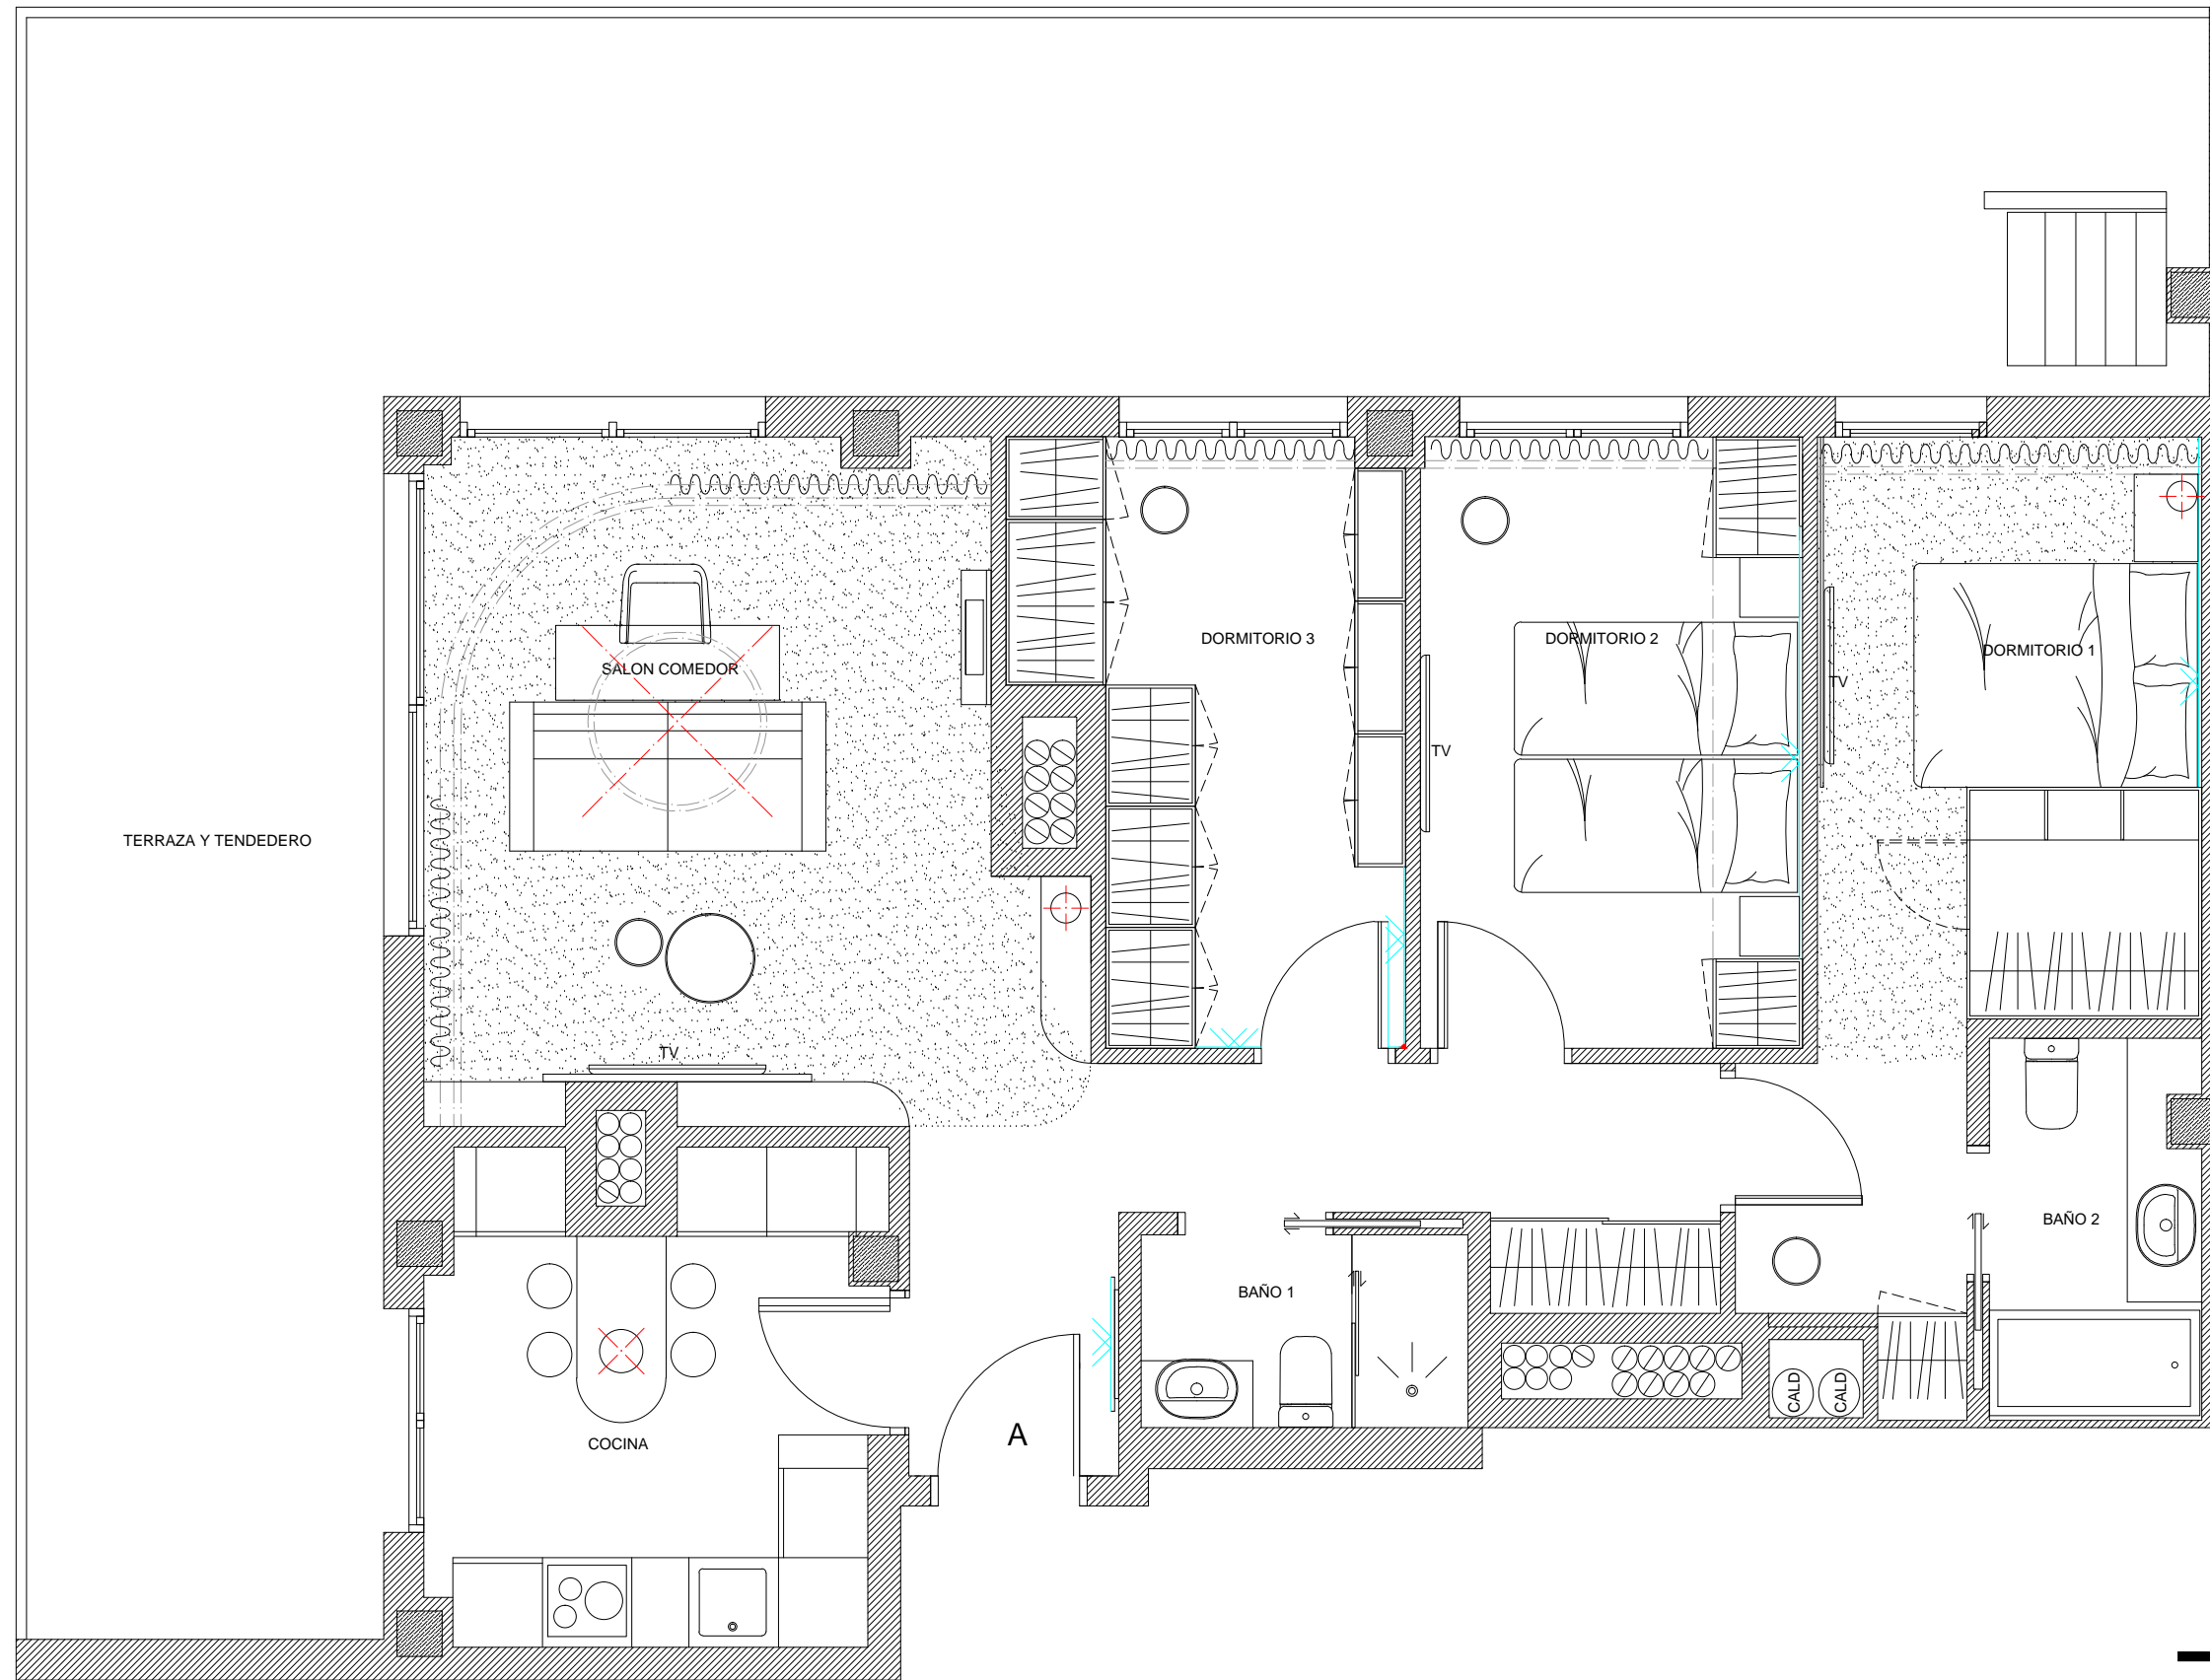 DORMITORIO 3
DORMITORIO 2
DORMITORIO 1
SALON COMEDOR
TV
TV
TERRAZA Y TENDEDERO
TV
BAÑO 2
BAÑO 1
CALD
CALD
A
COCINA